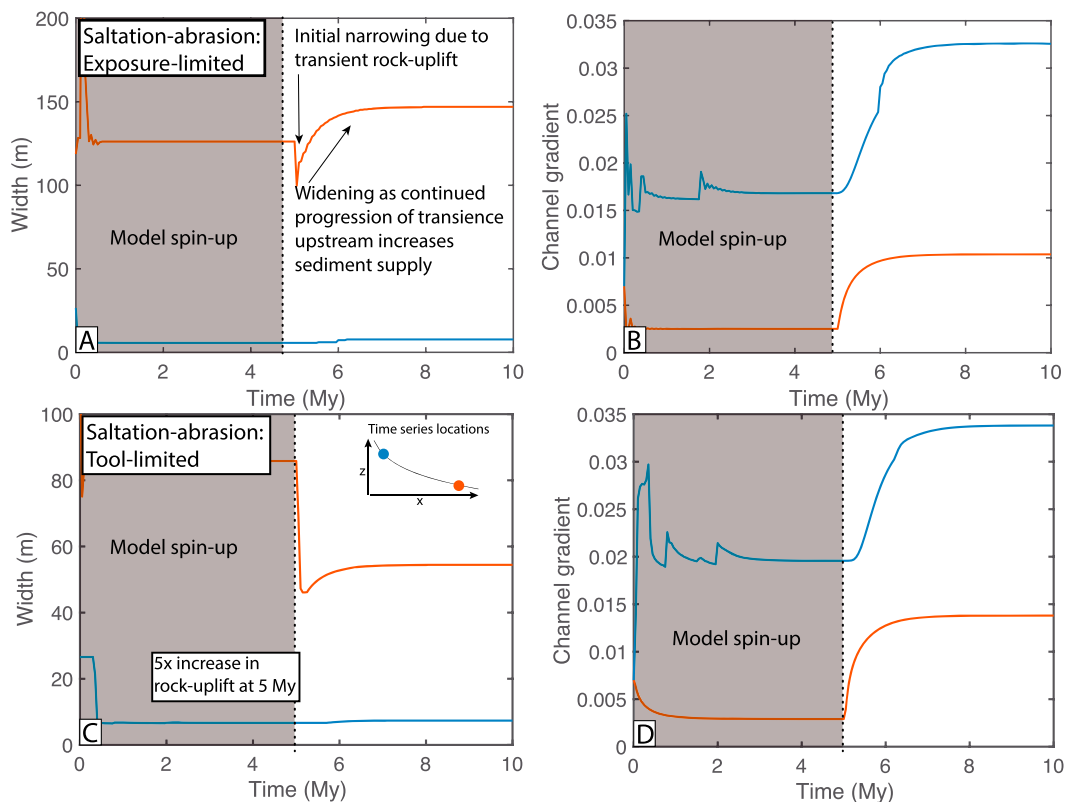 200
150
100
50
0
Width (m)
Saltation-abrasion:
Exposure-limited
Initial narrowing due to
transient rock-uplift
Widening as continued
progression of transience
upstream increases
sediment supply
Model spin-up
A
0 2 4 6 8 10
Time (My)
0.035
0.03
0.025
0.02
0.015
0.01
0.005
0
Channel gradient
Model spin-up
B
0 2 4 6 8 10
Time (My)
100
80
60
40
20
0
Width (m)
Saltation-abrasion:
Tool-limited
Time series locations
z
x
Model spin-up
5x increase in
rock-uplift at 5 My
C
0 2 4 6 8 10
Time (My)
0.035
0.03
0.025
0.02
0.015
0.01
0.005
0
Channel gradient
Model spin-up
D
0 2 4 6 8 10
Time (My)